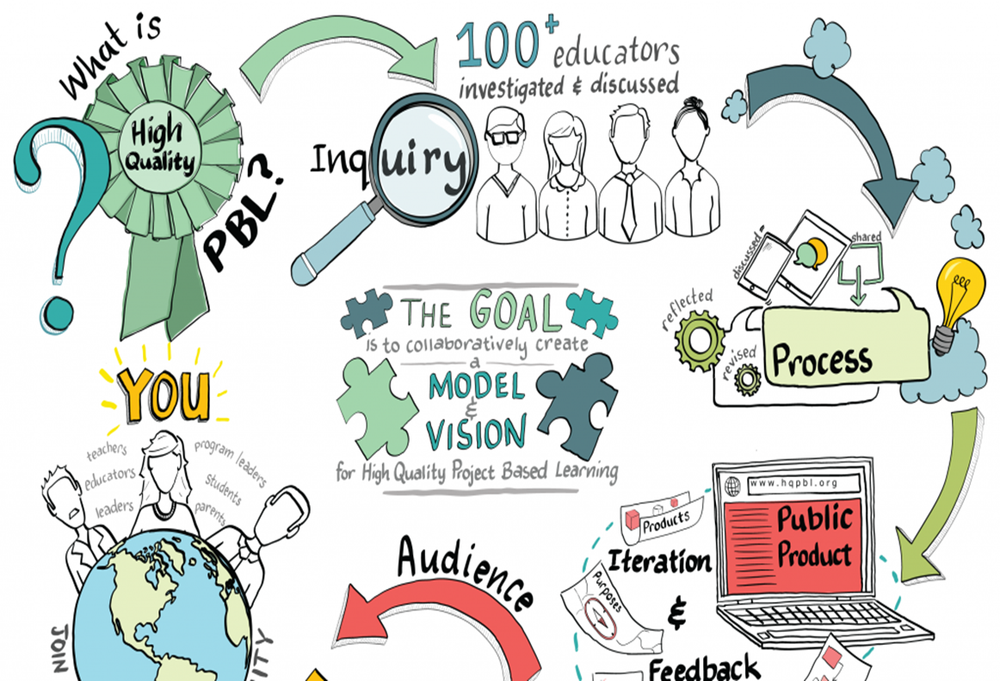 What is
High
Quality
PBL?
Inquiry
100+ educators
investigated & discussed
discussed
shared
reflected
revised
Process
THE GOAL
is to collaboratively create
a
MODEL
&
VISION
for High Quality Project Based Learning
www.hqpbl.org
Public
Product
Products
Iteration
Purposes
&
Feedback
Audience
YOU
teachers
educators
leaders
program leaders
students
parents
JOIN